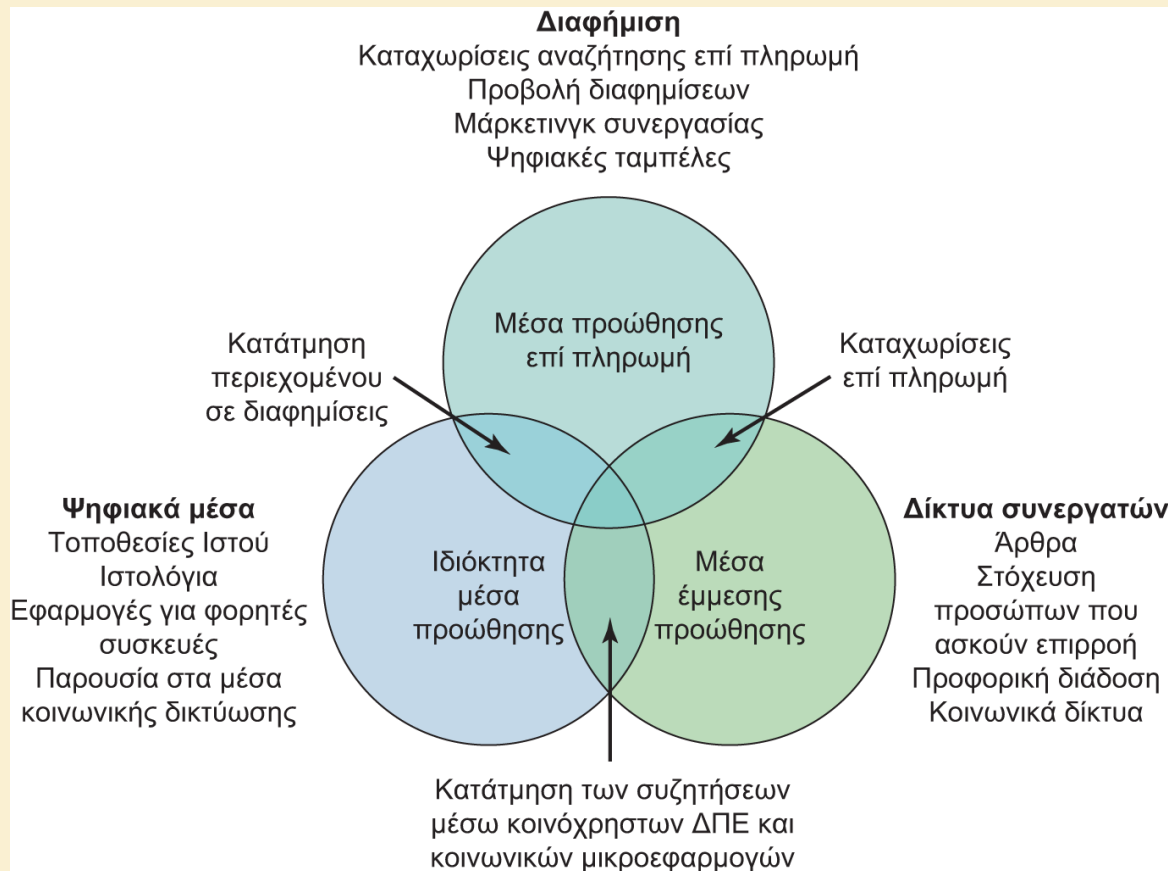 Διαφήμιση
Καταχωρίσεις αναζήτησης επί πληρωμή
Προβολή διαφημίσεων
Μάρκετινγκ συνεργασίας
Ψηφιακές ταμπέλες
Μέσα προώθησης
επί πληρωμή
Κατάτμηση
περιεχομένου
σε διαφημίσεις
Καταχωρίσεις
επί πληρωμή
Ψηφιακά μέσα
Τοποθεσίες Ιστού
Ιστολόγια
Εφαρμογές για φορητές
συσκευές
Παρουσία στα μέσα
κοινωνικής δικτύωσης
Ιδιόκτητα
μέσα
προώθησης
Μέσα
έμμεσης
προώθησης
Δίκτυα συνεργατών
Άρθρα
Στόχευση
προσώπων που
ασκούν επιρροή
Προφορική διάδοση
Κοινωνικά δίκτυα
Κατάτμηση των συζητήσεων
μέσω κοινόχρηστων ΔΠΕ και
κοινωνικών μικροεφαρμογών